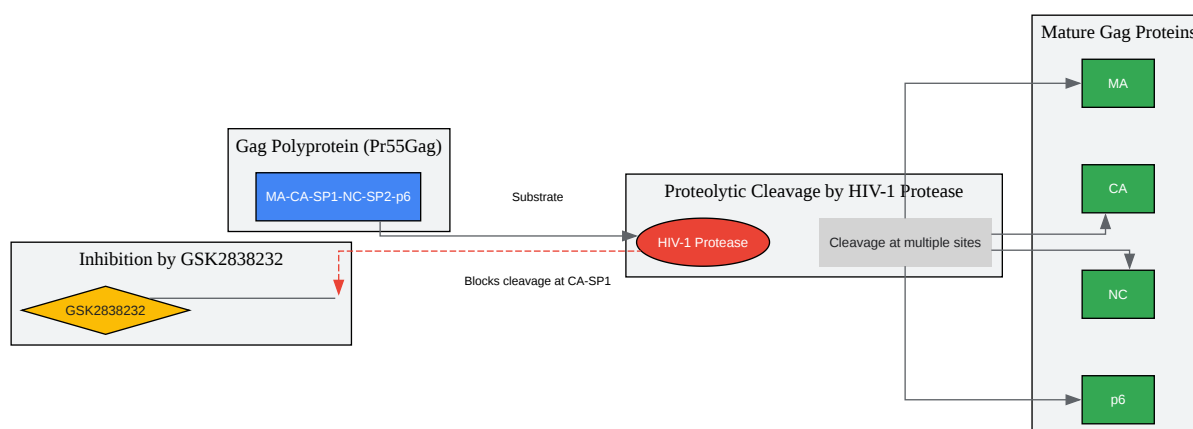 Mature Gag Proteins
MA
Gag Polyprotein (Pr55Gag)
MA-CA-SP1-NC-SP2-p6
Substrate
Proteolytic Cleavage by HIV-1 Protease
CA
HIV-1 Protease
Cleavage at multiple sites
Inhibition by GSK2838232
Blocks cleavage at CA-SP1
GSK2838232
NC
p6